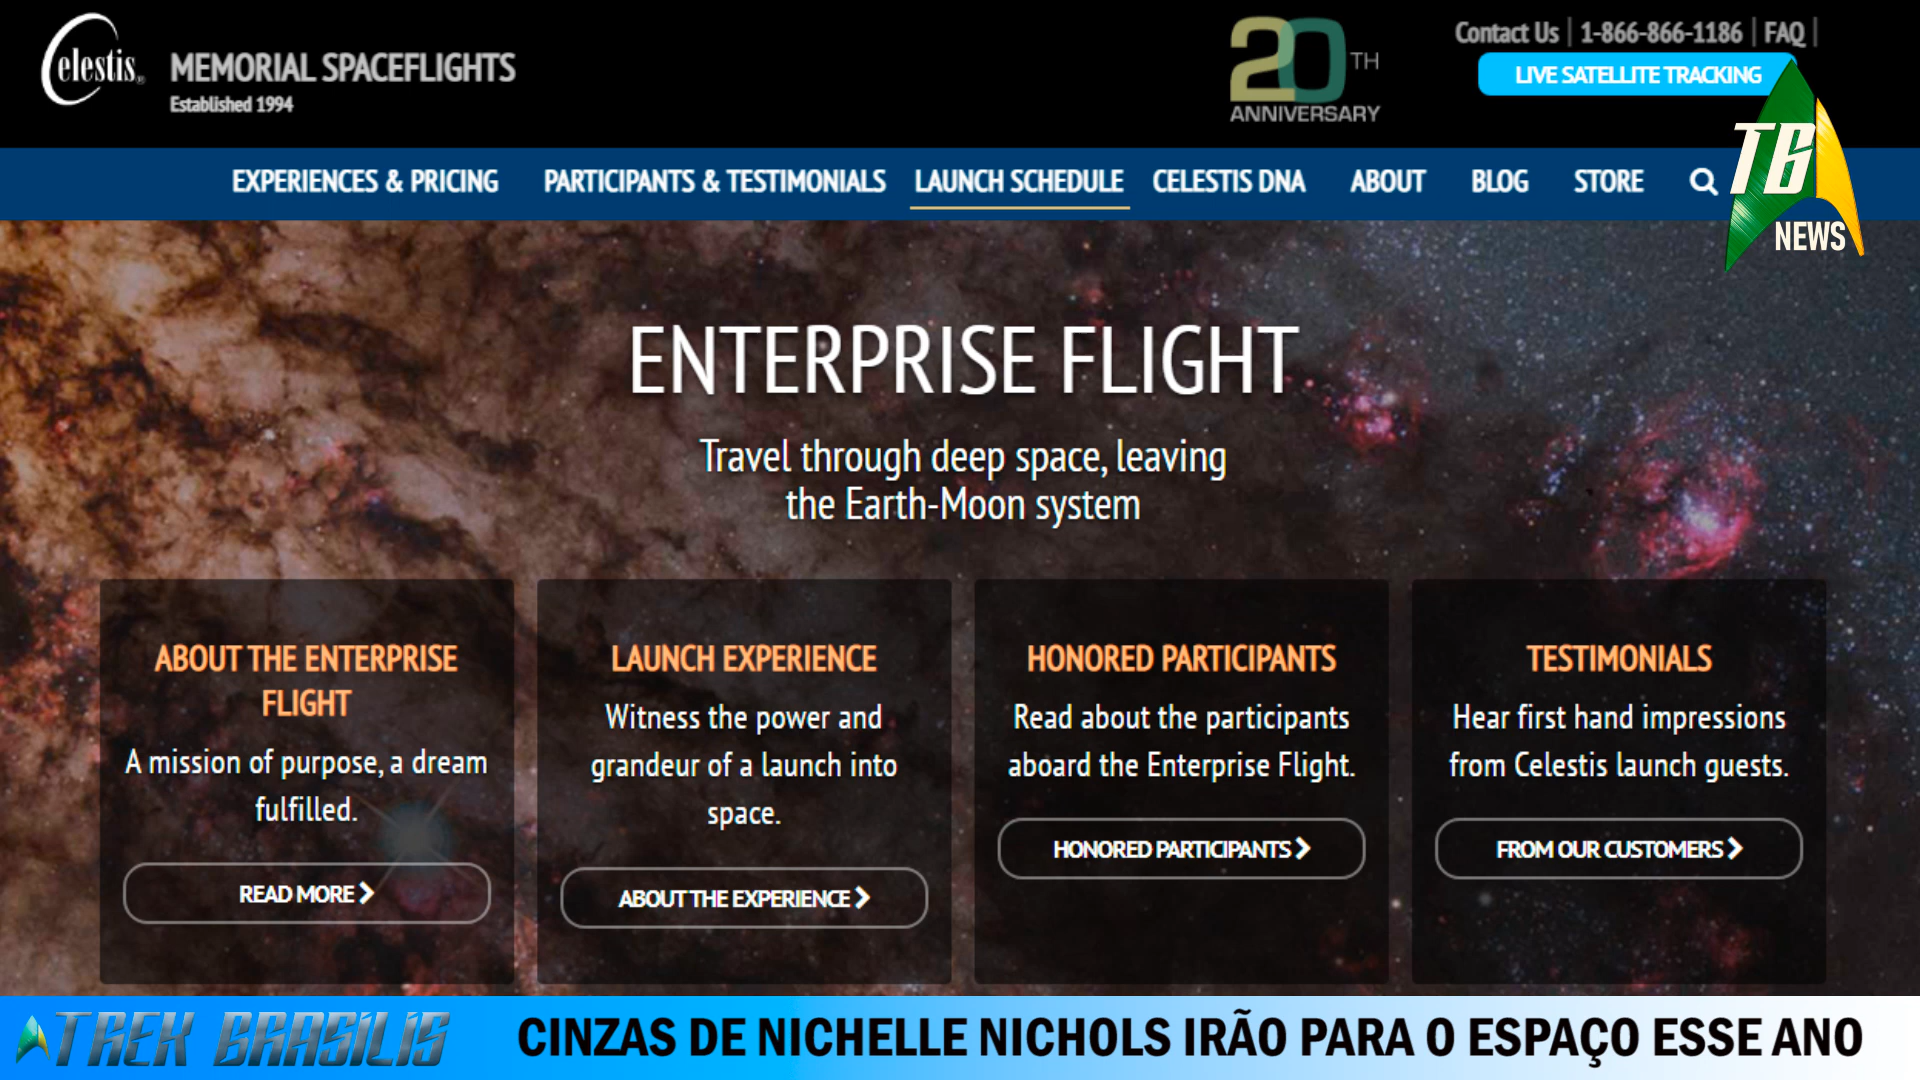 Celestis®
MEMORIAL SPACEFLIGHTS
Established 1994
20TH
ANNIVERSARY
Contact Us | 1-866-866-1186 | FAQ |
LIVE SATELLITE TRACKING
EXPERIENCES & PRICING PARTICIPANTS & TESTIMONIALS LAUNCH SCHEDULE CELESTIS DNA ABOUT BLOG STORE
TB
NEWS
ENTERPRISE FLIGHT
Travel through deep space, leaving
the Earth-Moon system
ABOUT THE ENTERPRISE
FLIGHT
A mission of purpose, a dream
fulfilled.
READ MORE
LAUNCH EXPERIENCE
Witness the power and
grandeur of a launch into
space.
ABOUT THE EXPERIENCE
HONORED PARTICIPANTS
Read about the participants
aboard the Enterprise Flight.
HONORED PARTICIPANTS
TESTIMONIALS
Hear first hand impressions
from Celestis launch guests.
FROM OUR CUSTOMERS
TREK BRASILIS
CINZAS DE NICHELLE NICHOLS IRÃO PARA O ESPAÇO ESSE ANO